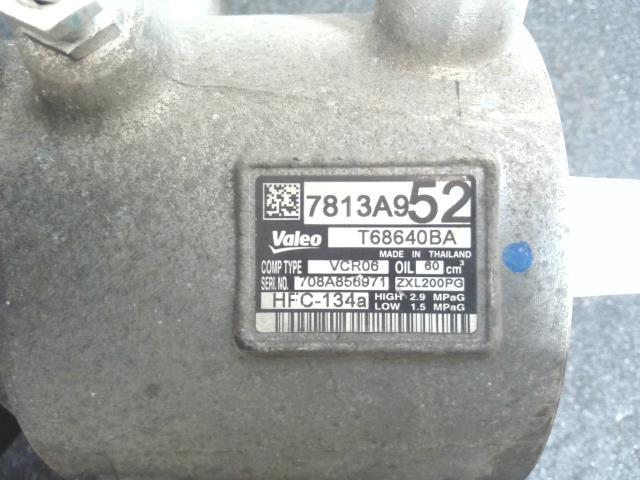 7813A952
Valeo T68640BA
MADE IN THAILAND
COMP TYPE VCR06 OIL 60 cm³
SERI.NO. 708A856971 ZXL200PG
HFC-134a HIGH 2.9 MPaG
LOW 1.5 MPaG